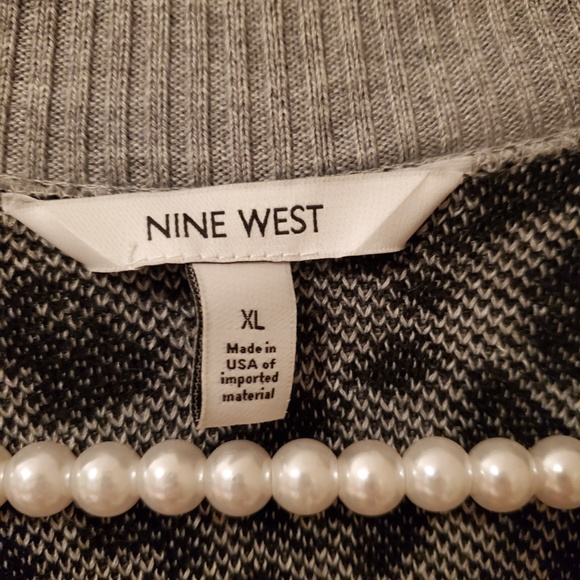 NINE WEST
XL
Made in
USA of
imported
material